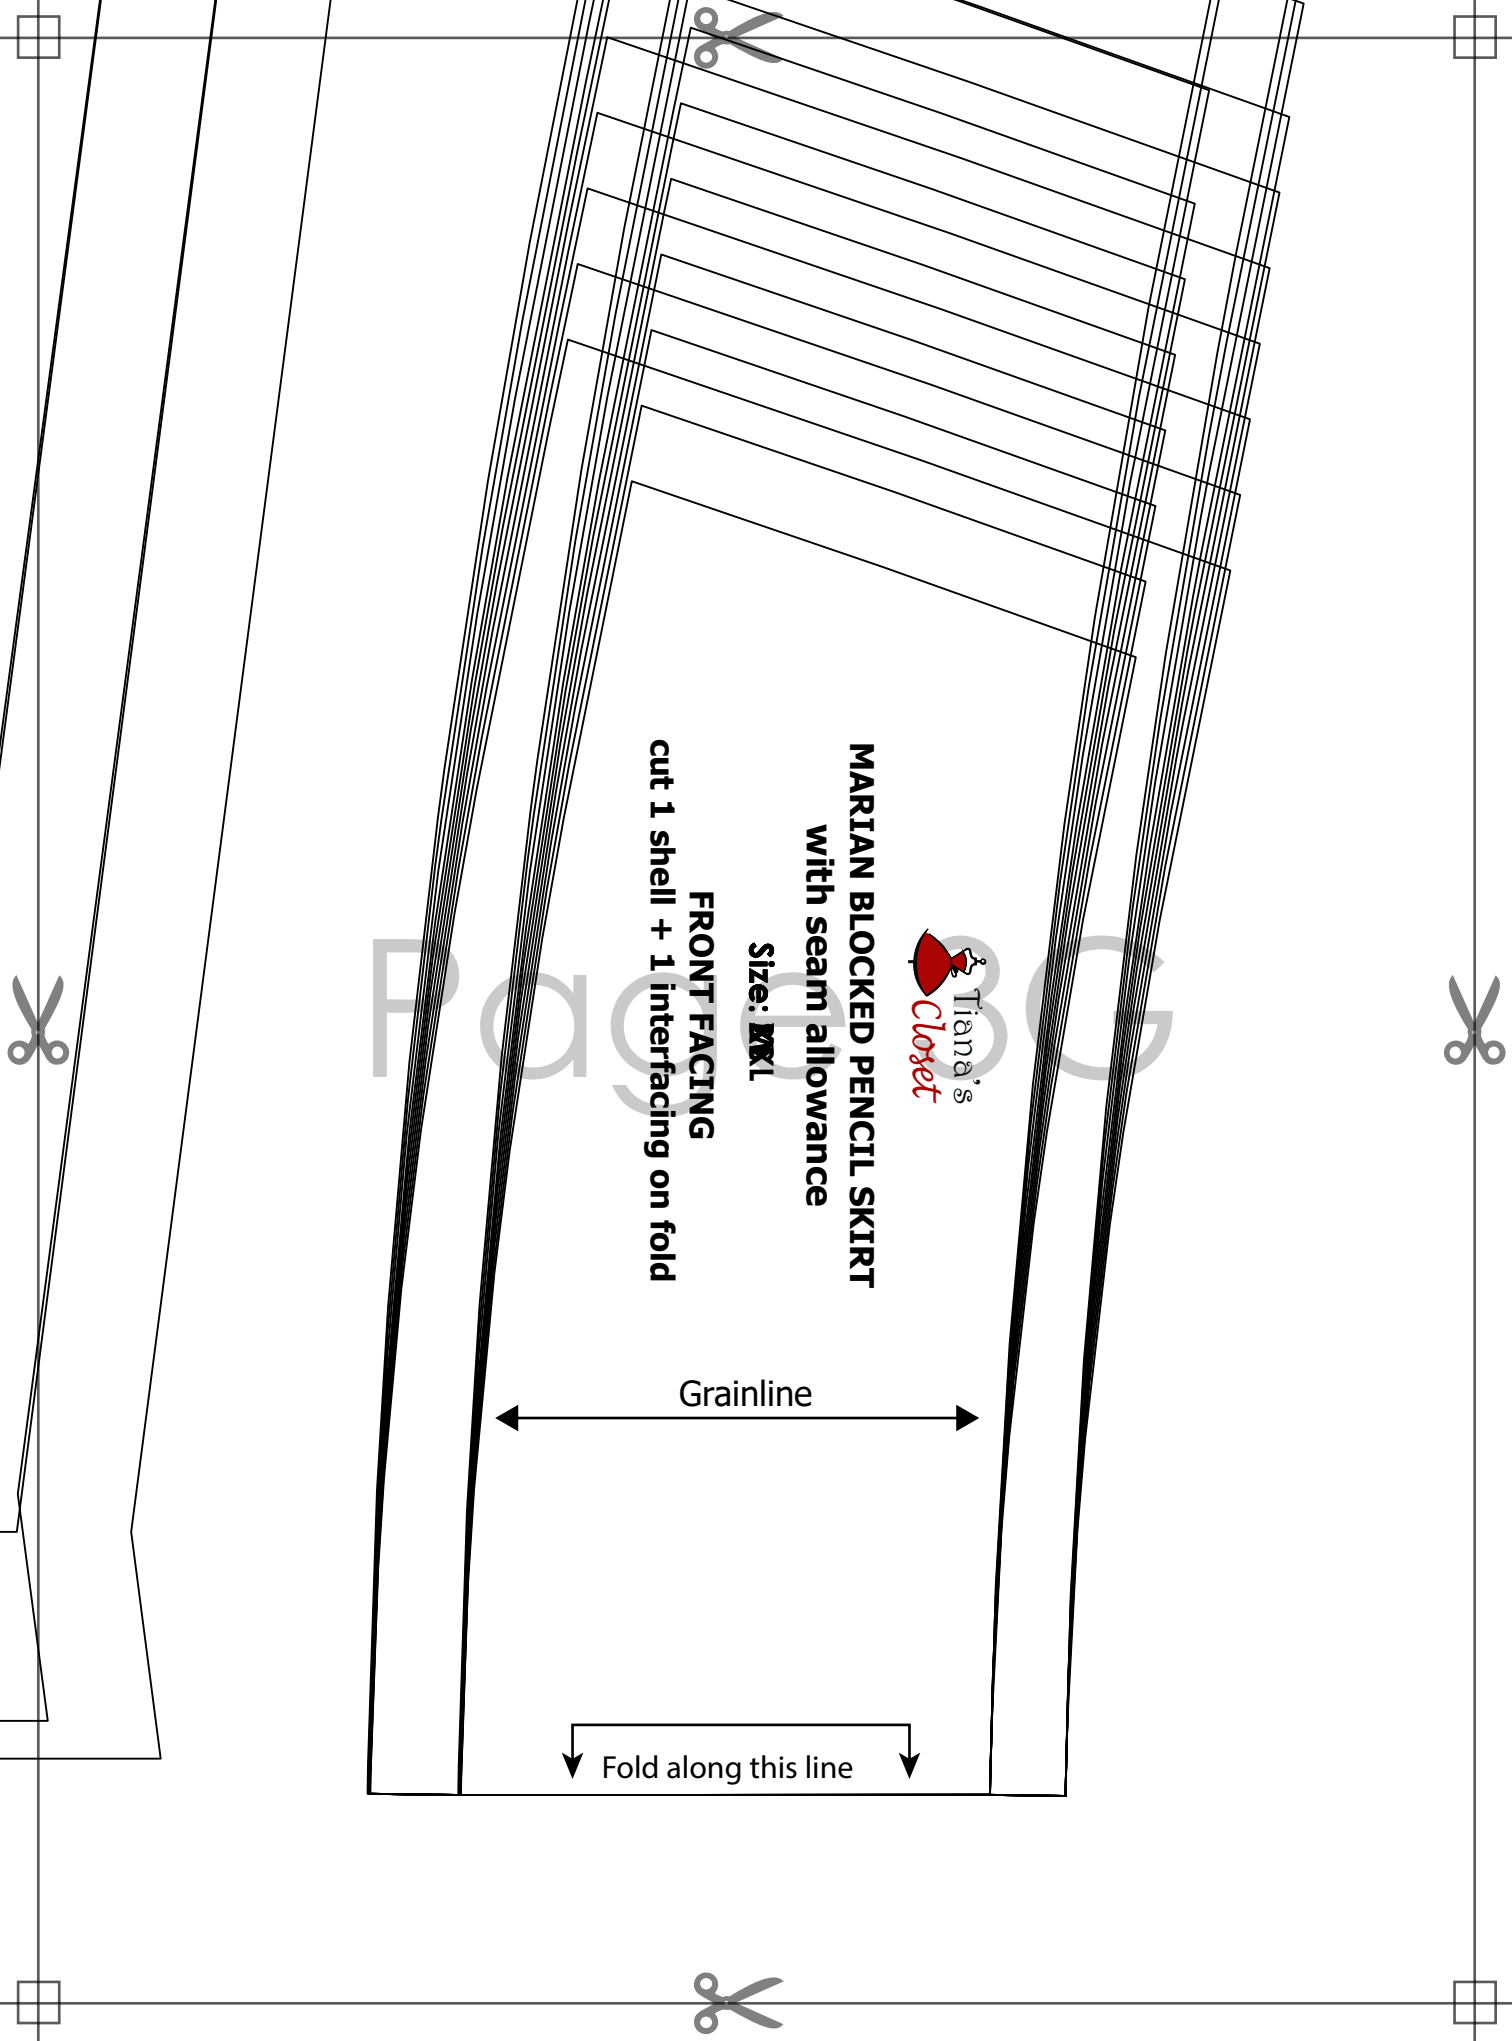 Tiana's
Closet
MARIAN BLOCKED PENCIL SKIRT
with seam allowance
Size:
FRONT FACING
cut 1 shell + 1 interfacing on fold
Page 3G
Grainline
Fold along this line